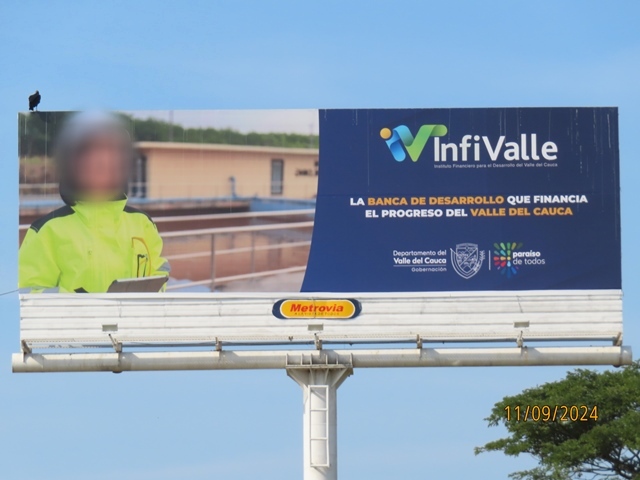 InfiValle
Instituto Financiero para el Desarrollo del Valle del Cauca
LA BANCA DE DESARROLLO QUE FINANCIA
EL PROGRESO DEL VALLE DEL CAUCA
Departamento del
Valle del Cauca
Gobernación
paraíso
de todos
Metrovia
11/09/2024